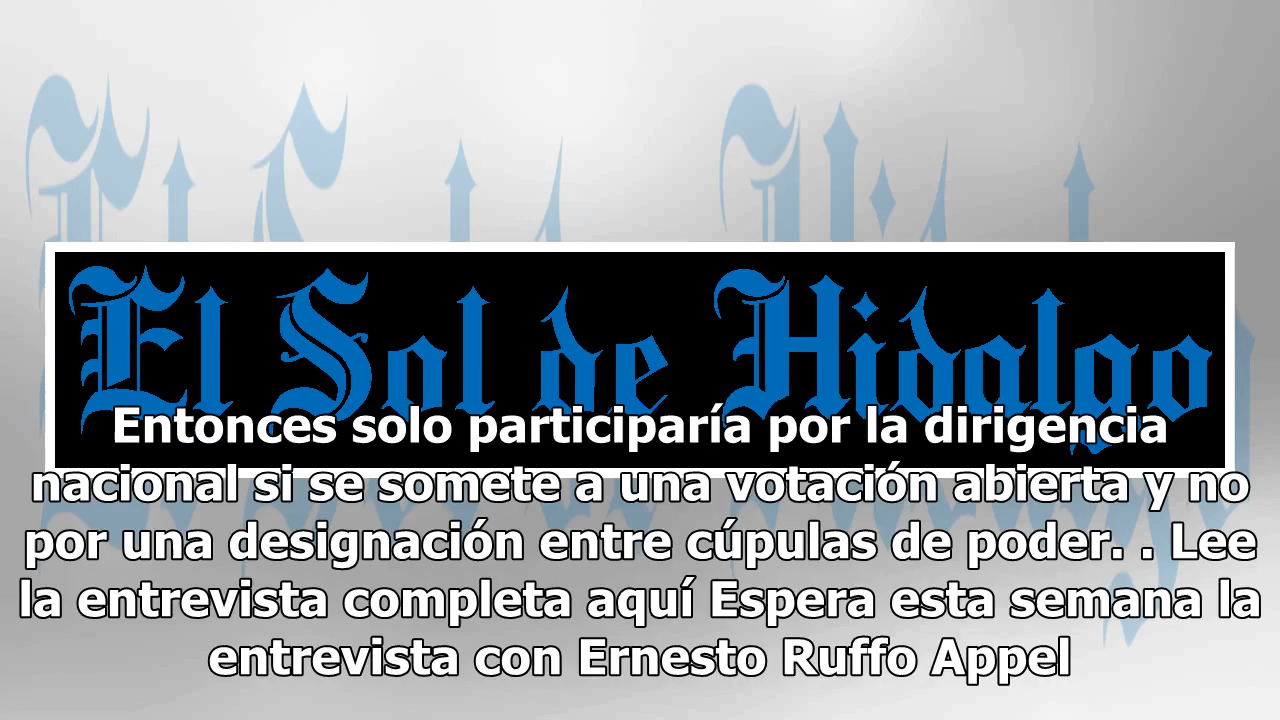 El Sol de Hidalgo
Entonces solo participaría por la dirigencia
nacional si se somete a una votación abierta y no
por una designación entre cúpulas de poder. . Lee
la entrevista completa aquí Espera esta semana la
entrevista con Ernesto Ruffo Appel